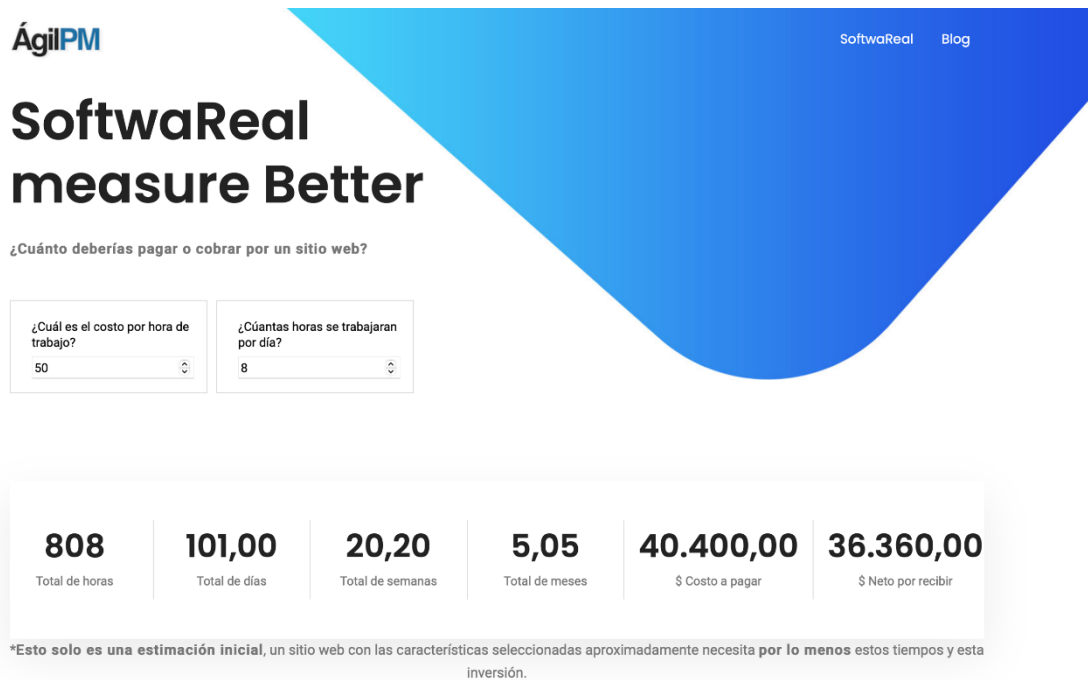 ÁgilPM
SoftwaReal
Blog
SoftwaReal
measure Better
¿Cuánto deberías pagar o cobrar por un sitio web?
¿Cuál es el costo por hora de
trabajo?
50
¿Cúantas horas se trabajaran
por día?
8
808
Total de horas
101,00
Total de días
20,20
Total de semanas
5,05
Total de meses
40.400,00
$ Costo a pagar
36.360,00
$ Neto por recibir
*Esto solo es una estimación inicial, un sitio web con las características seleccionadas aproximadamente necesita por lo menos estos tiempos y esta
inversión.